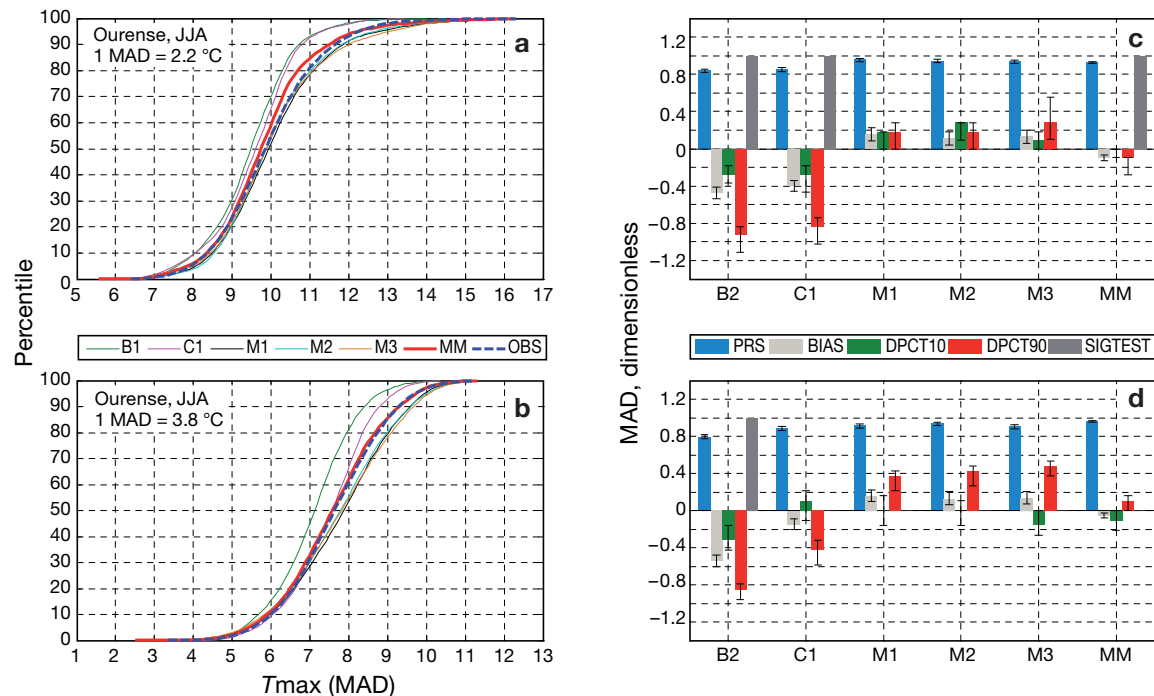 Percentile
100
90
80
70
60
50
40
30
20
10
0
Ourense, JJA
1 MAD = 2.2 °C
a
5 6 7 8 9 10 11 12 13 14 15 16 17
B1 C1 M1 M2 M3 MM OBS
100
90
80
70
60
50
40
30
20
10
0
Ourense, JJA
1 MAD = 3.8 °C
b
1 2 3 4 5 6 7 8 9 10 11 12 13
Tmax (MAD)
MAD, dimensionless
1.2
0.8
0.4
0
−0.4
−0.8
−1.2
c
B2 C1 M1 M2 M3 MM
PRS BIAS DPCT10 DPCT90 SIGTEST
1.2
0.8
0.4
0
−0.4
−0.8
−1.2
d
B2 C1 M1 M2 M3 MM